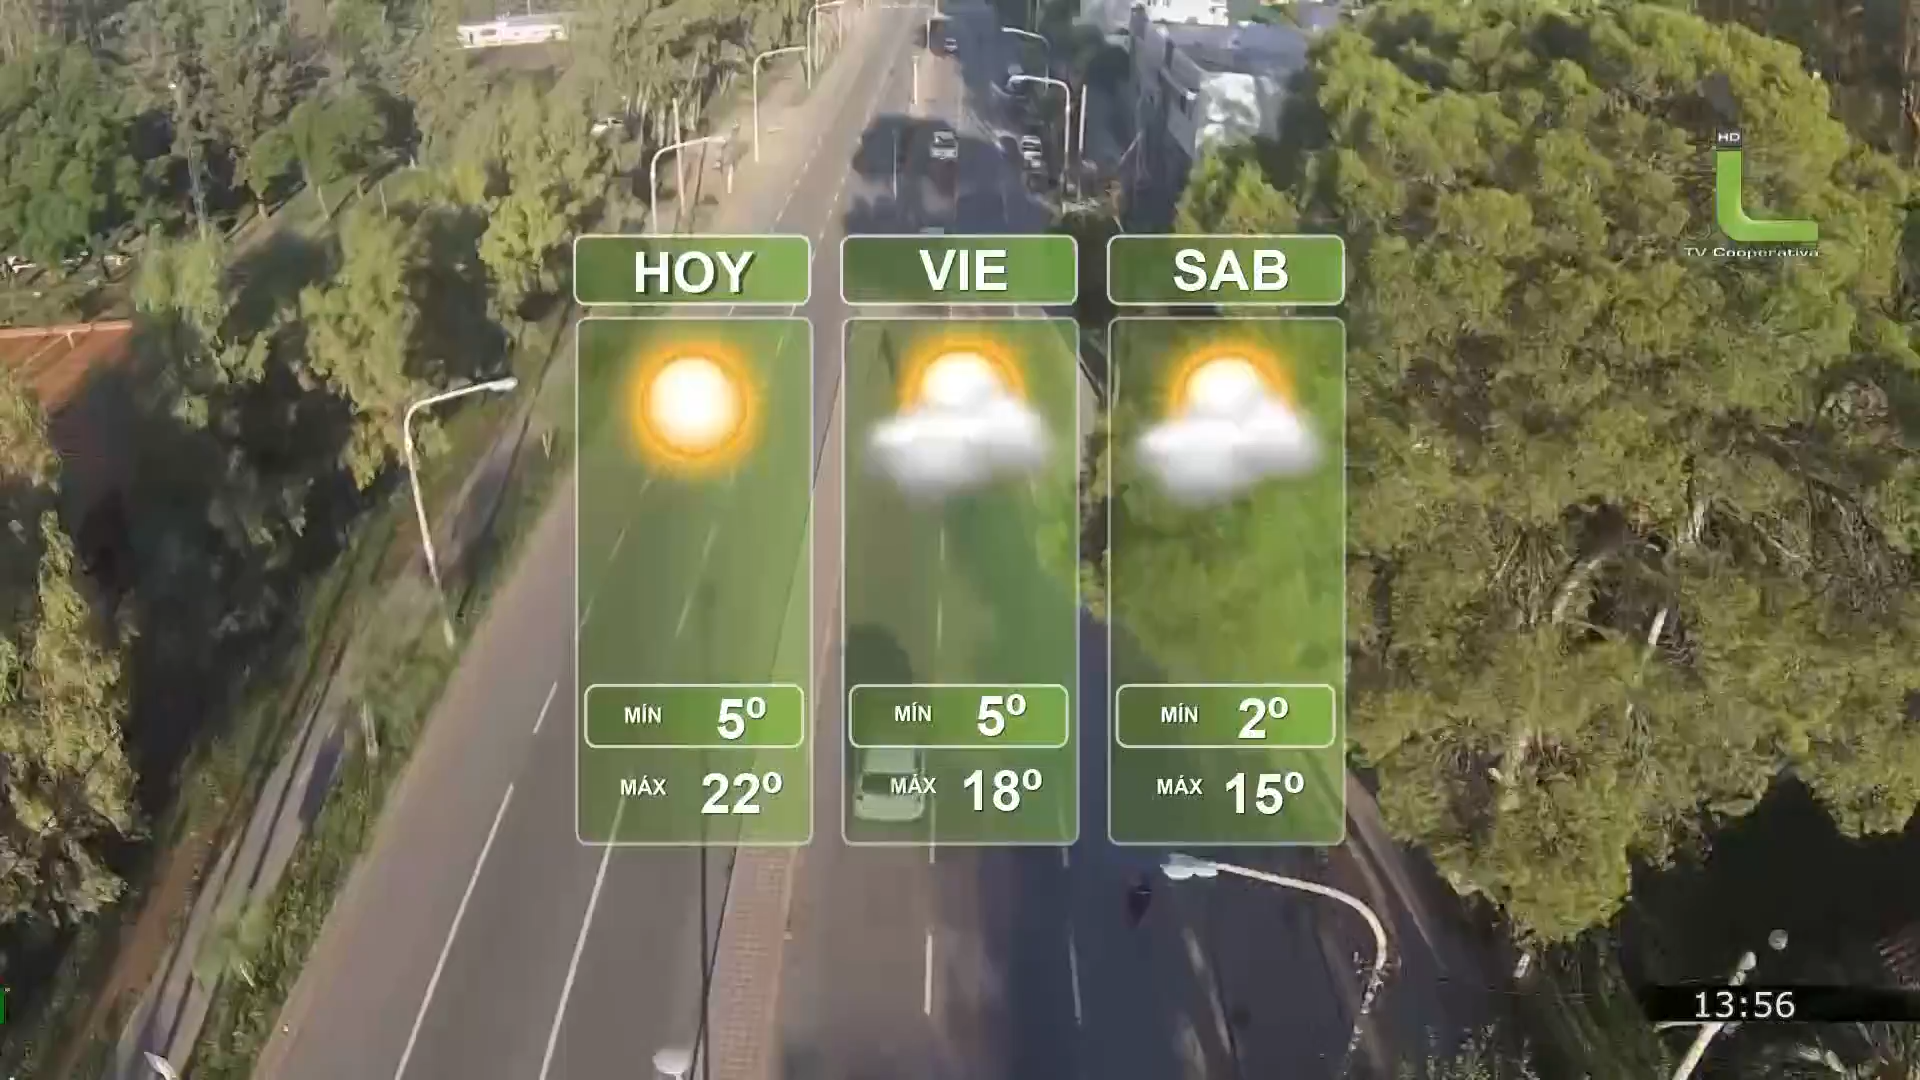 HD
TV Cooperativa
HOY
VIE
SAB
MÍN 5º
MÍN 5º
MÍN 2º
MÁX 22º
MÁX 18º
MÁX 15º
13:56